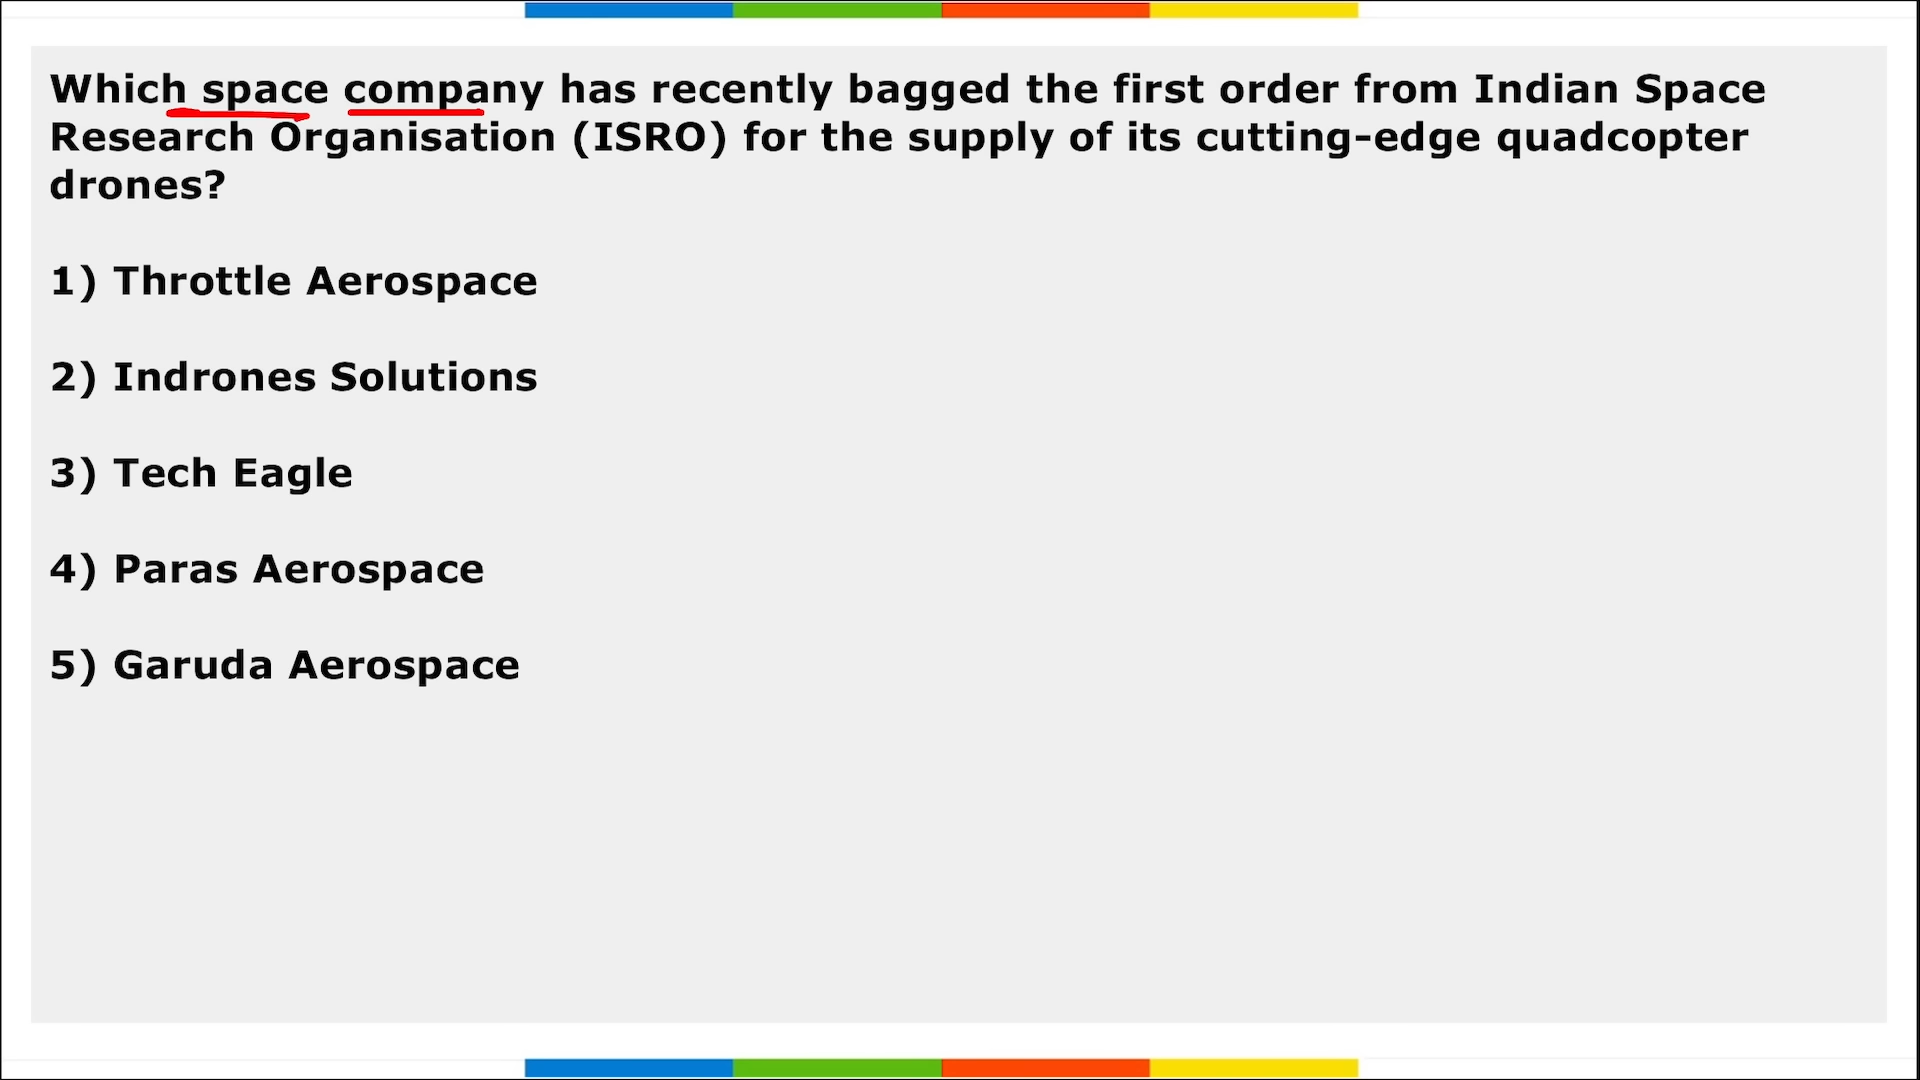 Which space company has recently bagged the first order from Indian Space
Research Organisation (ISRO) for the supply of its cutting-edge quadcopter
drones?
1) Throttle Aerospace
2) Indrones Solutions
3) Tech Eagle
4) Paras Aerospace
5) Garuda Aerospace